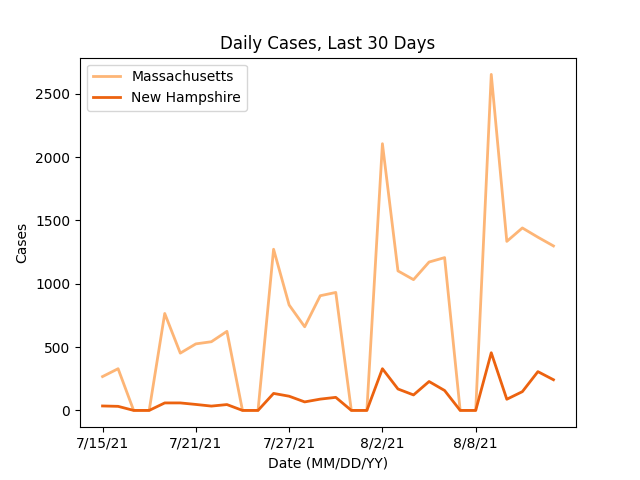 Daily Cases, Last 30 Days
Massachusetts
New Hampshire
2500
2000
1500
1000
500
0
Cases
7/15/21 7/21/21 7/27/21 8/2/21 8/8/21
Date (MM/DD/YY)